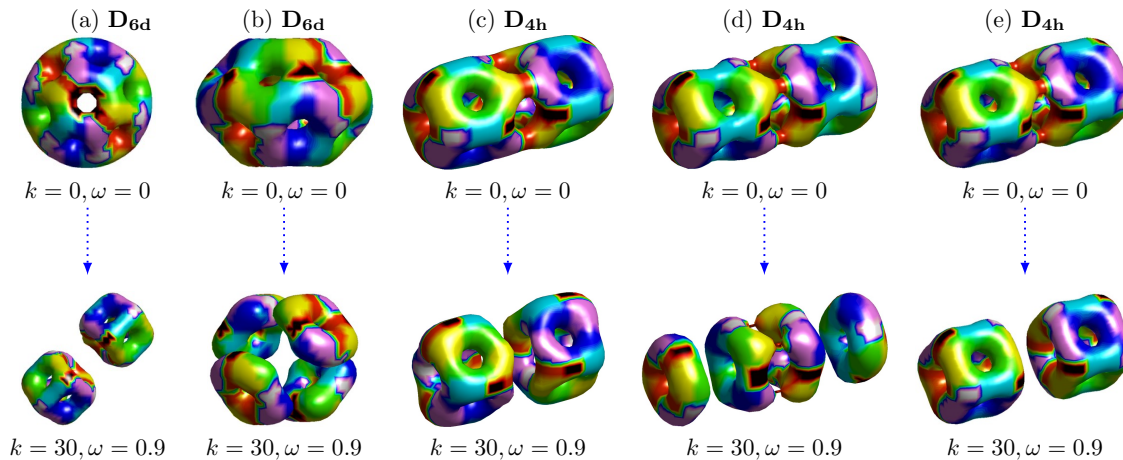 (a) D6d (b) D6d (c) D4h (d) D4h (e) D4h
k = 0, ω = 0 k = 0, ω = 0 k = 0, ω = 0 k = 0, ω = 0 k = 0, ω = 0
k = 30, ω = 0.9 k = 30, ω = 0.9 k = 30, ω = 0.9 k = 30, ω = 0.9 k = 30, ω = 0.9